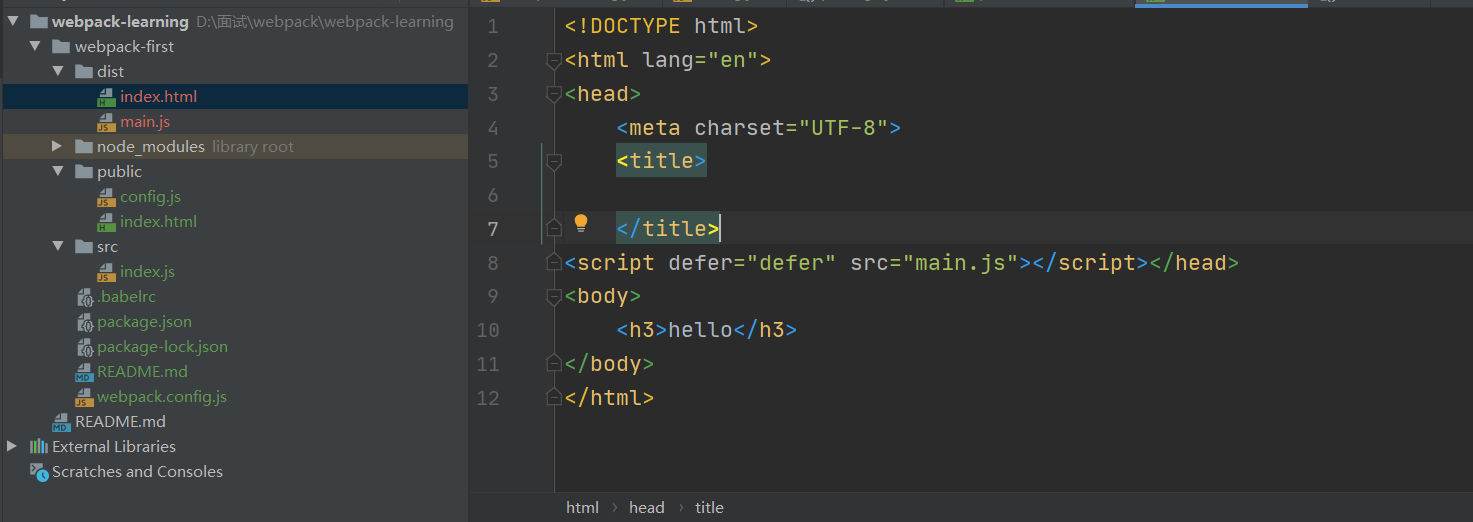 webpack-learning D:\面试\webpack\webpack-learning
webpack-first
dist
index.html
main.js
node_modules library root
public
config.js
index.html
src
index.js
.babelrc
package.json
package-lock.json
README.md
webpack.config.js
README.md
External Libraries
Scratches and Consoles
1 <!DOCTYPE html>
2 <html lang="en">
3 <head>
4 <meta charset="UTF-8">
5 <title>
6
7 </title>
8 <script defer="defer" src="main.js"></script></head>
9 <body>
10 <h3>hello</h3>
11 </body>
12 </html>
html › head › title